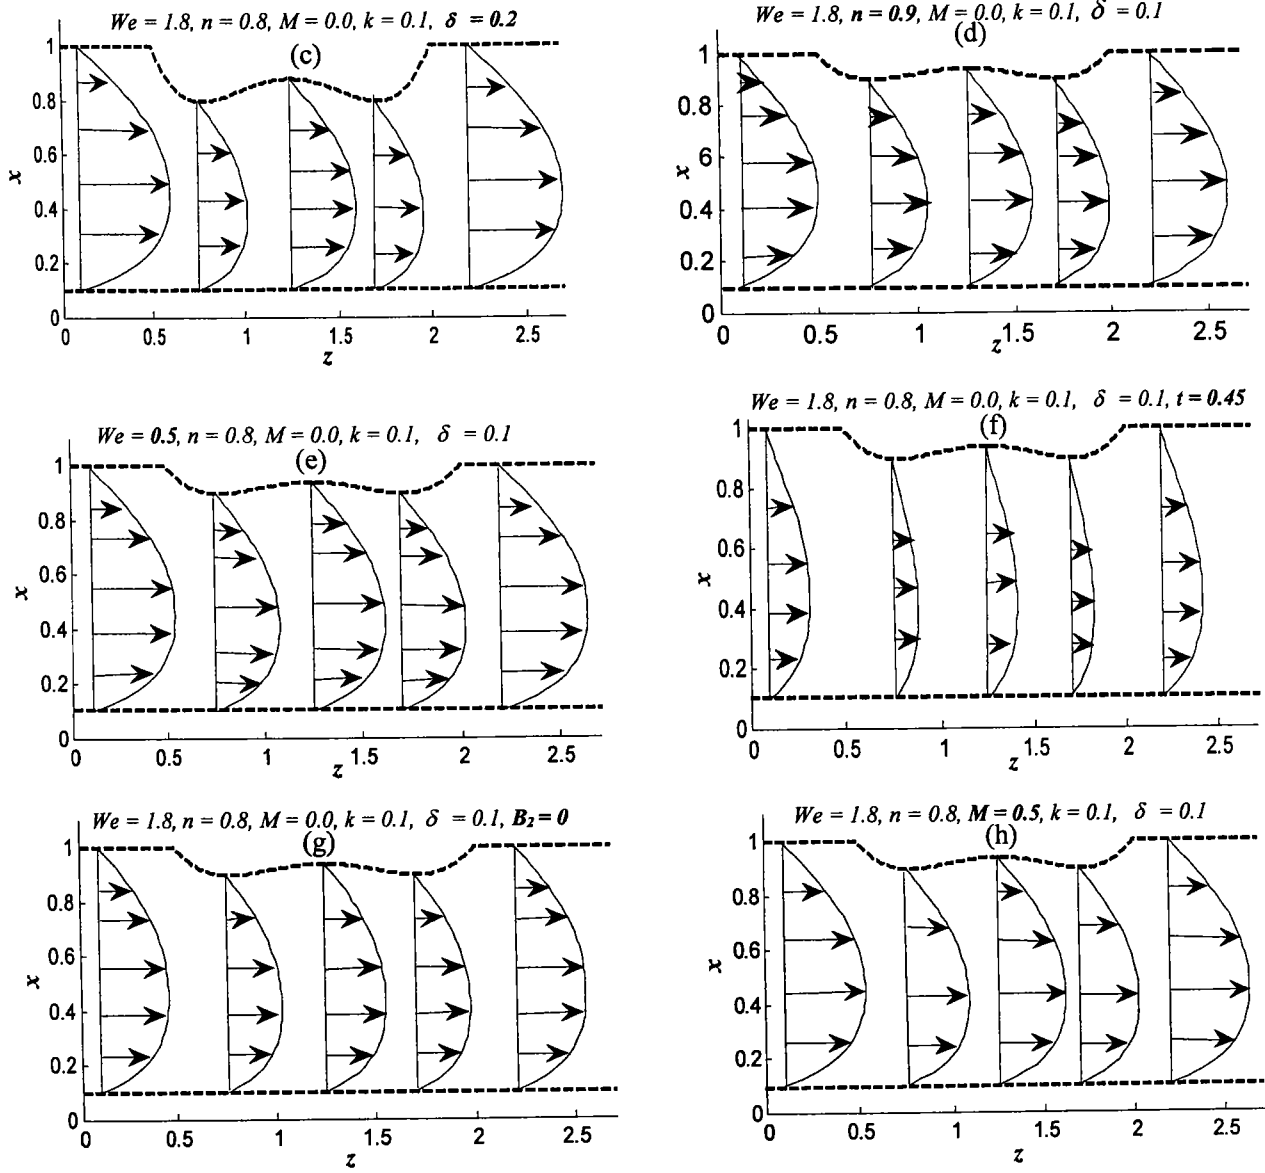 We = 1.8, n = 0.8, M = 0.0, k = 0.1, δ = 0.2
(c)
1
0.8
0.6
0.4
0.2
0
x
0 0.5 1 1.5 2 2.5
z
We = 1.8, n = 0.9, M = 0.0, k = 0.1, δ = 0.1
(d)
1
0.8
6
0.4
0.2
0
x
0 0.5 1 1.5 2 2.5
z
We = 0.5, n = 0.8, M = 0.0, k = 0.1, δ = 0.1
(e)
1
0.8
0.6
0.4
0.2
0
x
0 0.5 1 1.5 2 2.5
z
We = 1.8, n = 0.8, M = 0.0, k = 0.1, δ = 0.1, t = 0.45
(f)
1
0.8
0.6
0.4
0.2
0
x
0 0.5 1 1.5 2 2.5
z
We = 1.8, n = 0.8, M = 0.0, k = 0.1, δ = 0.1, B₂ = 0
(g)
1
0.8
0.6
0.4
0.2
0
x
0 0.5 1 1.5 2 2.5
z
We = 1.8, n = 0.8, M = 0.5, k = 0.1, δ = 0.1
(h)
1
0.8
0.6
0.4
0.2
0
x
0 0.5 1 1.5 2 2.5
z